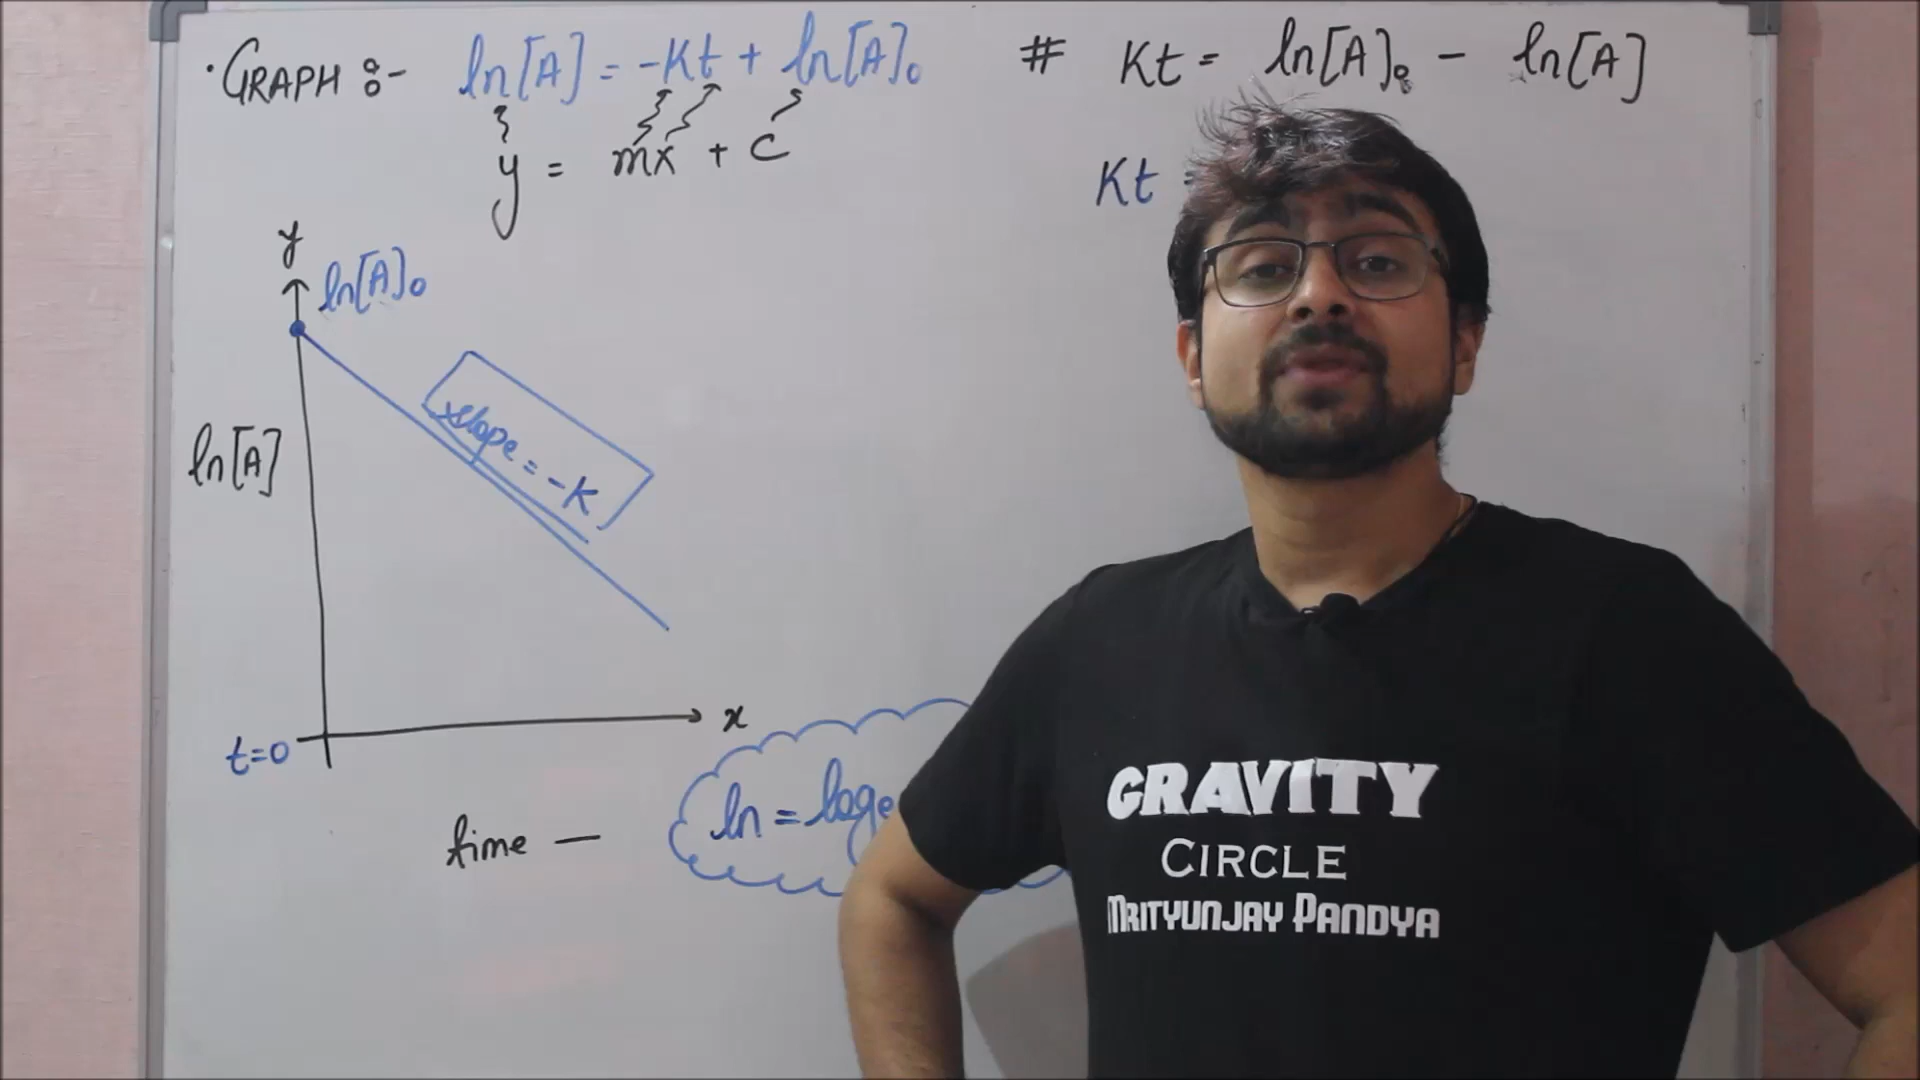 · GRAPH :- ln[A] = -Kt + ln[A]₀
y = mx + c
# Kt = ln[A]₀ - ln[A]
Kt =
y
ln[A]₀
ln[A]
slope = -K
x
t=0
time —
ln = logₑ
GRAVITY
CIRCLE
MRITYUNJAY PANDYA